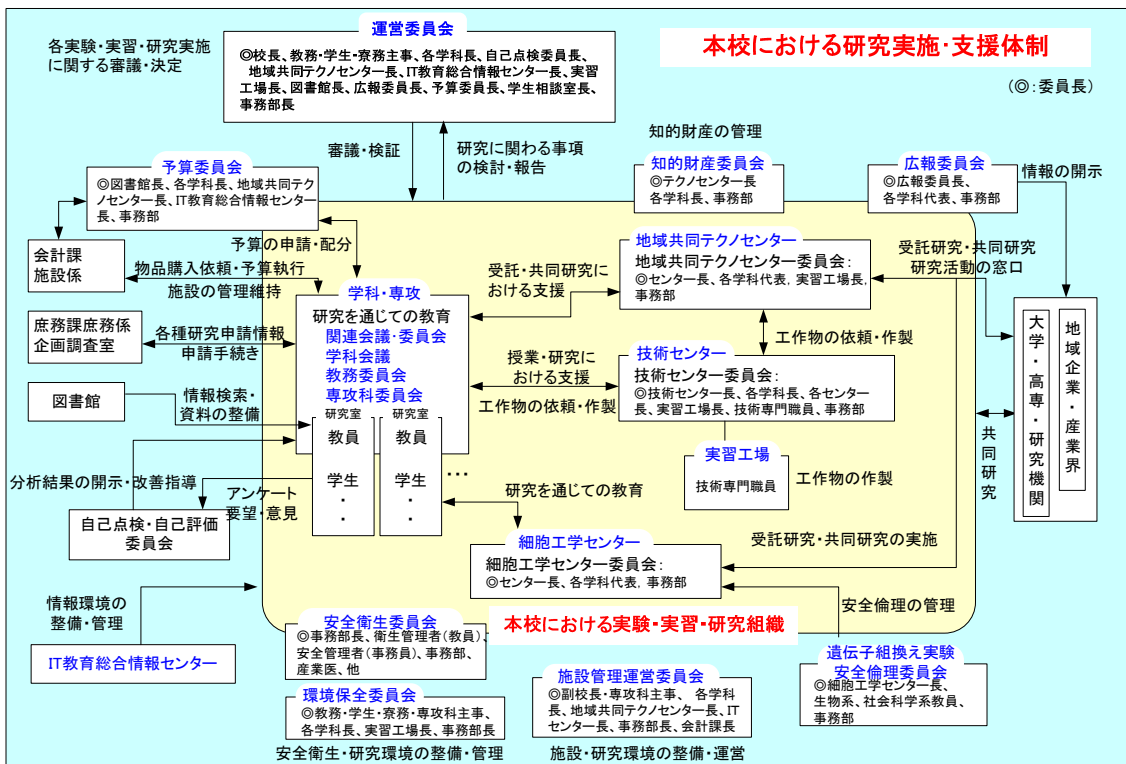 運営委員会
◎校長、教務・学生・寮務主事、各学科長、自己点検委員長、
地域共同テクノセンター長、IT教育総合情報センター長、実習
工場長、図書館長、広報委員長、予算委員長、学生相談室長、
事務部長
各実験・実習・研究実施
に関する審議・決定
本校における研究実施・支援体制
(◎:委員長)
審議・検証
研究に関わる事項
の検討・報告
知的財産の管理
予算委員会
◎図書館長、各学科長、地域共同テク
ノセンター長、IT教育総合情報センター
長、事務部
知的財産委員会
◎テクノセンター長
各学科長、事務部
広報委員会
◎広報委員長、
各学科代表、事務部
情報の開示
会計課
施設係
予算の申請・配分
物品購入依頼・予算執行
施設の管理維持
地域共同テクノセンター
地域共同テクノセンター委員会:
◎センター長、各学科代表, 実習工場長,
事務部
受託研究・共同研究
研究活動の窓口
受託・共同研究に
おける支援
学科・専攻
研究を通じての教育
関連会議・委員会
学科会議
教務委員会
専攻科委員会
庶務課庶務係
企画調査室
各種研究申請情報
申請手続き
工作物の依頼・作製
技術センター
技術センター委員会:
◎技術センター長、各学科長、各センター
長、実習工場長、技術専門職員、事務部
授業・研究に
おける支援
工作物の依頼・作製
図書館
情報検索・
資料の整備
研究室
教員
学生
・
・
研究室
教員
学生
・
・
…
実習工場
技術専門職員
工作物の作製
大学・高専・研究機関
地域企業・産業界
共同研究
分析結果の開示・改善指導
アンケート
要望・意見
自己点検・自己評価
委員会
研究を通じての教育
細胞工学センター
細胞工学センター委員会:
◎センター長、各学科代表, 事務部
受託研究・共同研究の実施
情報環境の
整備・管理
IT教育総合情報センター
安全倫理の管理
安全衛生委員会
◎事務部長、衛生管理者(教員)、
安全管理者(事務員)、事務部、
産業医、他
本校における実験・実習・研究組織
遺伝子組換え実験
安全倫理委員会
◎細胞工学センター長、
生物系、社会科学系教員、
事務部
環境保全委員会
◎教務・学生・寮務・専攻科主事、
各学科長、実習工場長、事務部長
安全衛生・研究環境の整備・管理
施設管理運営委員会
◎副校長・専攻科主事、 各学科
長、地域共同テクノセンター長、IT
センター長、事務部長、会計課長
施設・研究環境の整備・運営